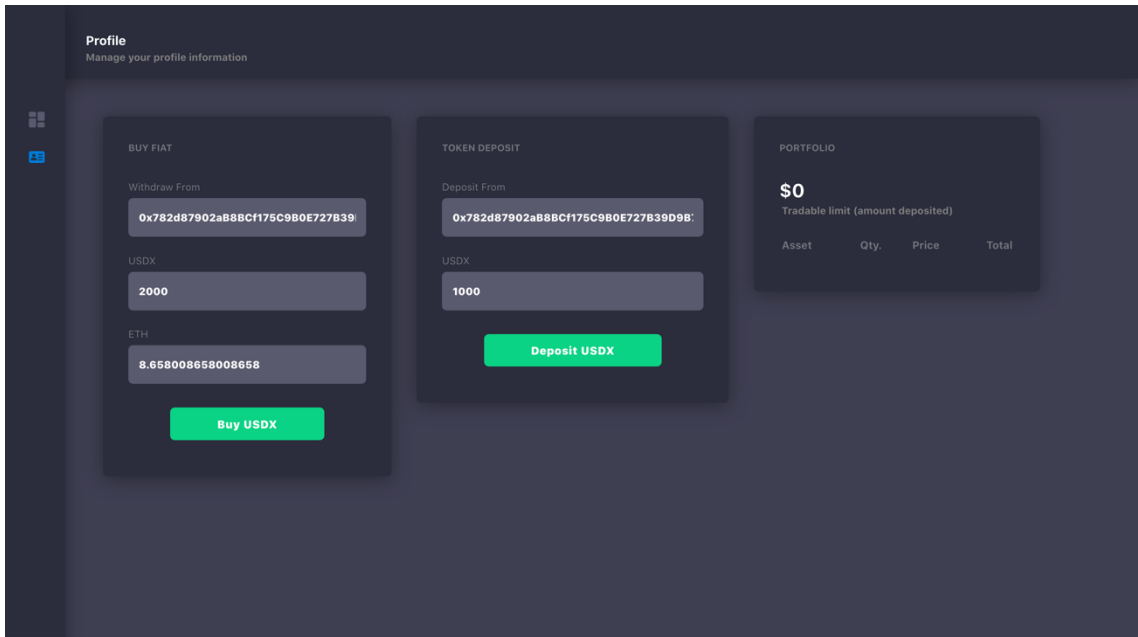 Profile
Manage your profile information
BUY FIAT
Withdraw From
0x782d87902aB8BCf175C9B0E727B39
USDX
2000
ETH
8.658008658008658
Buy USDX
TOKEN DEPOSIT
Deposit From
0x782d87902aB8BCf175C9B0E727B39D9B
USDX
1000
Deposit USDX
PORTFOLIO
$0
Tradable limit (amount deposited)
Asset Qty. Price Total